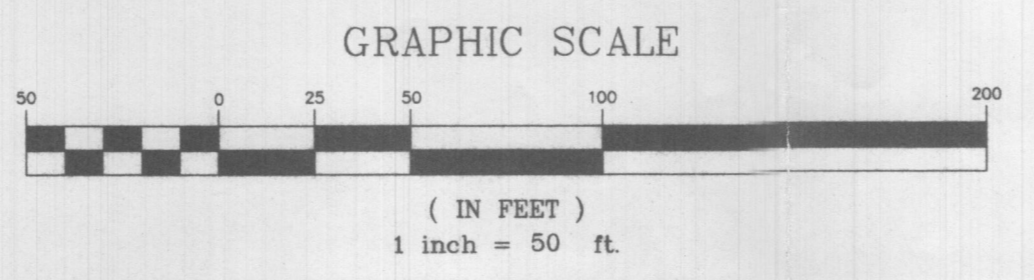 GRAPHIC SCALE
50 0 25 50 100 200
( IN FEET )
1 inch = 50 ft.